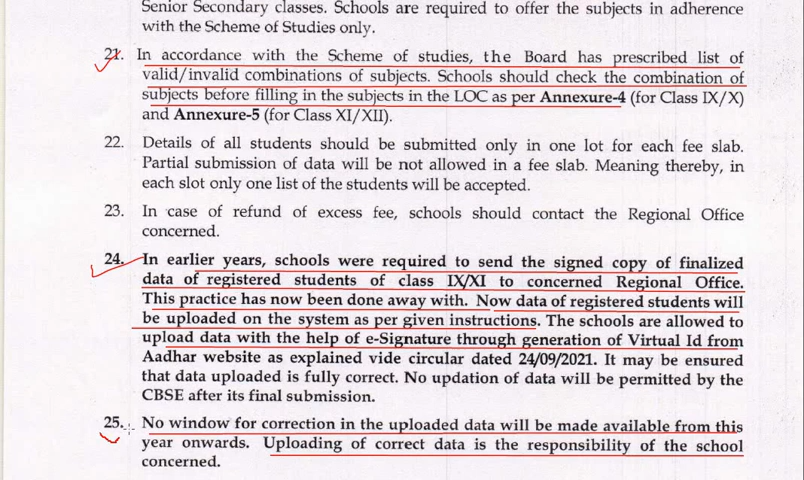 Senior Secondary classes. Schools are required to offer the subjects in adherence
with the Scheme of Studies only.
21. In accordance with the Scheme of studies, the Board has prescribed list of
valid/invalid combinations of subjects. Schools should check the combination of
subjects before filling in the subjects in the LOC as per Annexure-4 (for Class IX/X)
and Annexure-5 (for Class XI/XII).
22. Details of all students should be submitted only in one lot for each fee slab.
Partial submission of data will be not allowed in a fee slab. Meaning thereby, in
each slot only one list of the students will be accepted.
23. In case of refund of excess fee, schools should contact the Regional Office
concerned.
24. In earlier years, schools were required to send the signed copy of finalized
data of registered students of class IX/XI to concerned Regional Office.
This practice has now been done away with. Now data of registered students will
be uploaded on the system as per given instructions. The schools are allowed to
upload data with the help of e-Signature through generation of Virtual Id from
Aadhar website as explained vide circular dated 24/09/2021. It may be ensured
that data uploaded is fully correct. No updation of data will be permitted by the
CBSE after its final submission.
25. No window for correction in the uploaded data will be made available from this
year onwards. Uploading of correct data is the responsibility of the school
concerned.